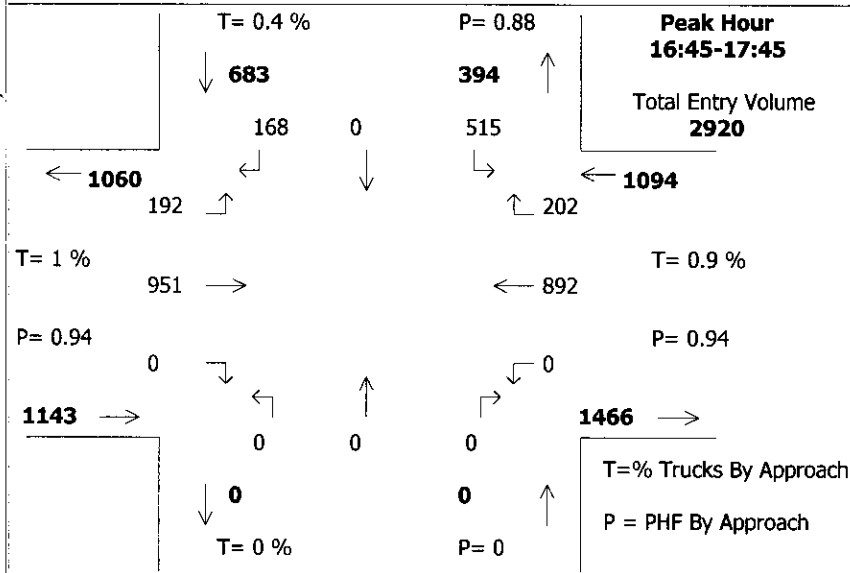 T= 0.4 % P= 0.88 Peak Hour
16:45-17:45
683 394
Total Entry Volume
168 0 515 2920
1060 1094
192 202
T= 1 % T= 0.9 %
951 892
P= 0.94 P= 0.94
0 0
1143 1466
0 0 0
T=% Trucks By Approach
0 0
P = PHF By Approach
T= 0 % P= 0